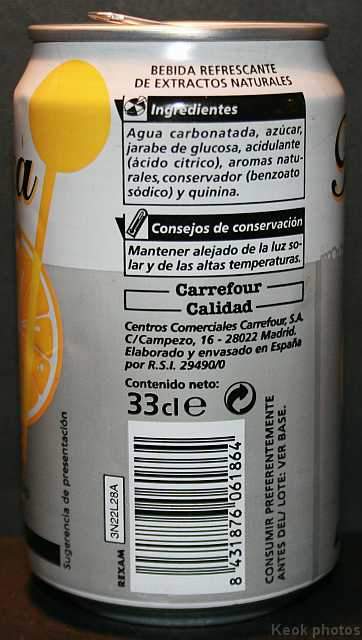 BEBIDA REFRESCANTE
DE EXTRACTOS NATURALES
Ingredientes
Agua carbonatada, azúcar,
jarabe de glucosa, acidulante
(ácido cítrico), aromas natu-
rales, conservador (benzoato
sódico) y quinina.
Consejos de conservación
Mantener alejado de la luz so-
lar y de las altas temperaturas.
Carrefour
Calidad
Centros Comerciales Carrefour, S.A.
C/Campezo, 16 - 28022 Madrid.
Elaborado y envasado en España
por R.S.I. 29490/0
Contenido neto:
33cl e
Sugerencia de presentación
3N22L28A
REXAM
8 431876 061864
CONSUMIR PREFERENTEMENTE
ANTES DEL/ LOTE: VER BASE.
Keok photos